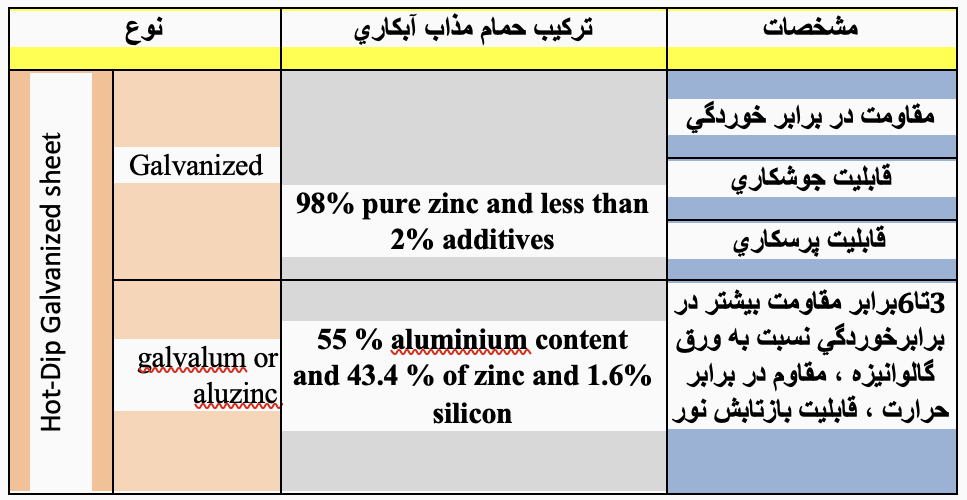 نوع
تركيب حمام مذاب آبكاري
مشخصات
Hot-Dip Galvanized sheet
Galvanized
98% pure zinc and less than
2% additives
مقاومت در برابر خوردگي
قابليت جوشكاري
قابليت پرسكاري
galvalum or
aluzinc
55 % aluminium content
and 43.4 % of zinc and 1.6%
silicon
3تا6برابر مقاومت بيشتر در
برابرخوردگي نسبت به ورق
گالوانيزه ، مقاوم در برابر
حرارت ، قابليت بازتابش نور